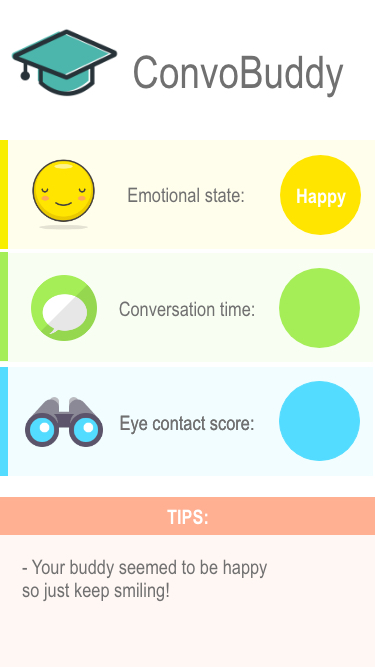 ConvoBuddy
Emotional state:
Happy
Conversation time:
Eye contact score:
TIPS:
- Your buddy seemed to be happy
so just keep smiling!